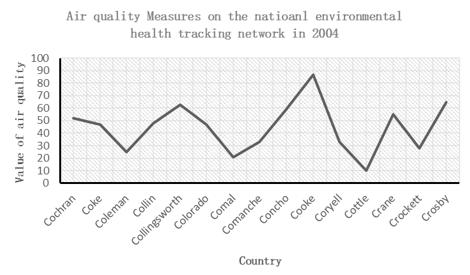 Air quality Measures on the natioanl environmental
health tracking network in 2004
Value of air quality
100
90
80
70
60
50
40
30
20
10
0
Cochran
Coke
Coleman
Collin
Collingsworth
Colorado
Comal
Comanche
Concho
Cooke
Coryell
Cottle
Crane
Crockett
Crosby
Country